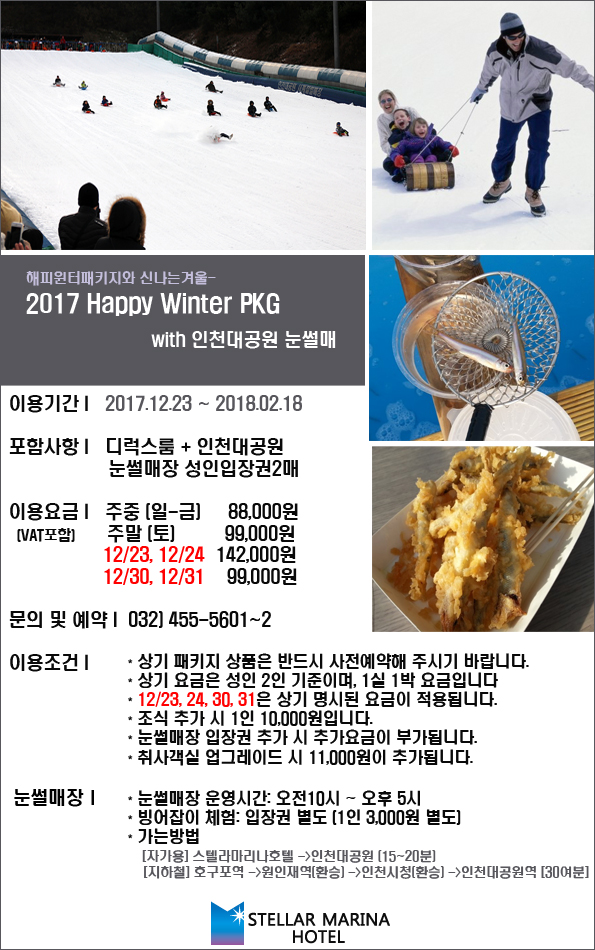 해피윈터패키지와 신나는겨울-
2017 Happy Winter PKG
with 인천대공원 눈썰매
이용기간 | 2017.12.23 ~ 2018.02.18
포함사항 | 디럭스룸 + 인천대공원
눈썰매장 성인입장권2매
이용요금 | 주중 (일-금) 88,000원
(VAT포함) 주말 (토) 99,000원
12/23, 12/24 142,000원
12/30, 12/31 99,000원
문의 및 예약 | 032) 455-5601~2
이용조건 | * 상기 패키지 상품은 반드시 사전예약해 주시기 바랍니다.
* 상기 요금은 성인 2인 기준이며, 1실 1박 요금입니다
* 12/23, 24, 30, 31은 상기 명시된 요금이 적용됩니다.
* 조식 추가 시 1인 10,000원입니다.
* 눈썰매장 입장권 추가 시 추가요금이 부가됩니다.
* 취사객실 업그레이드 시 11,000원이 추가됩니다.
눈썰매장 | * 눈썰매장 운영시간: 오전10시 ~ 오후 5시
* 빙어잡이 체험: 입장권 별도 (1인 3,000원 별도)
* 가는방법
[자가용] 스텔라마리나호텔 ->인천대공원 (15~20분)
[지하철] 호구포역 ->원인재역(환승) ->인천시청(환승) ->인천대공원역 [30여분]
STELLAR MARINA
HOTEL